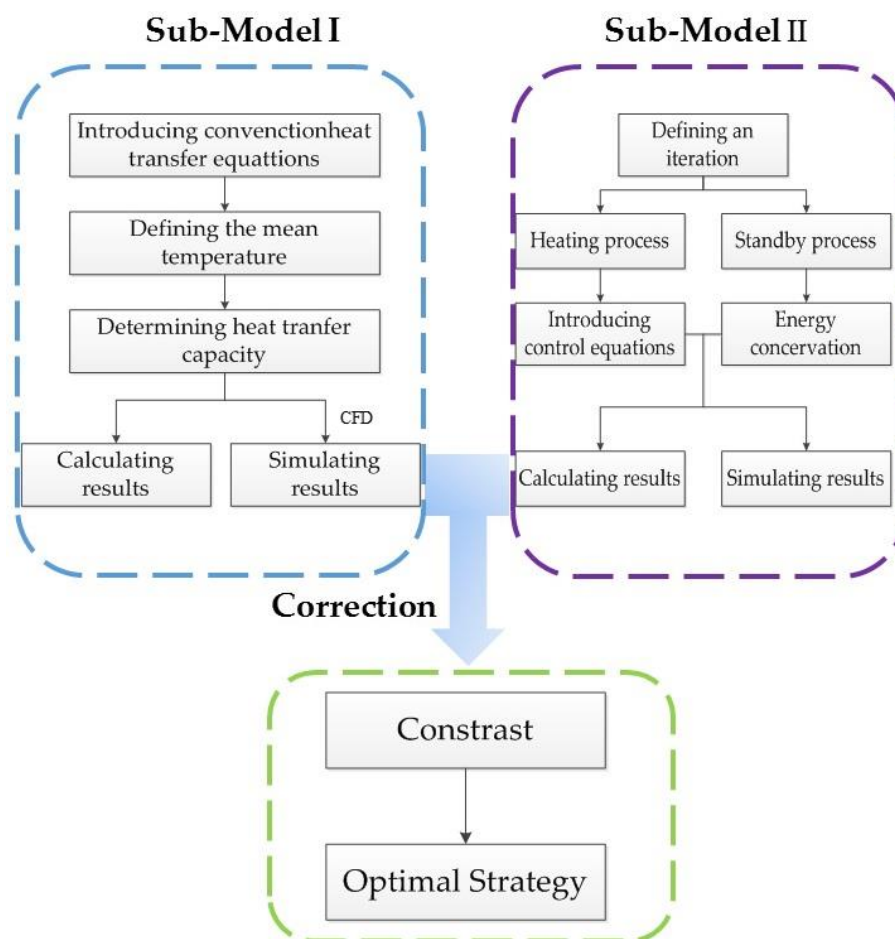 Sub-Model I
Introducing convenctionheat
transfer equattions
Defining the mean
temperature
Determining heat tranfer
capacity
CFD
Calculating
results
Simulating
results
Sub-Model II
Defining an
iteration
Heating process
Standby process
Introducing
control equations
Energy
concervation
Calculating results
Simulating results
Correction
Constrast
Optimal Strategy